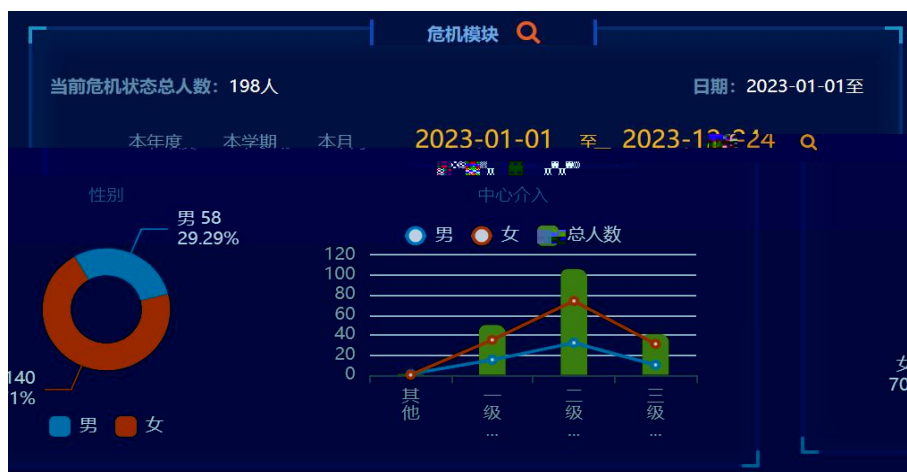 危机模块
当前危机状态总人数：198人
日期：2023-01-01至
本年度 本学期 本月 2023-01-01 至
性别
中心介入
男 58
29.29%
男 女 总人数
120
100
80
60
40
20
0
其他 一级... 二级... 三级...
140
1%
男 女
女
70